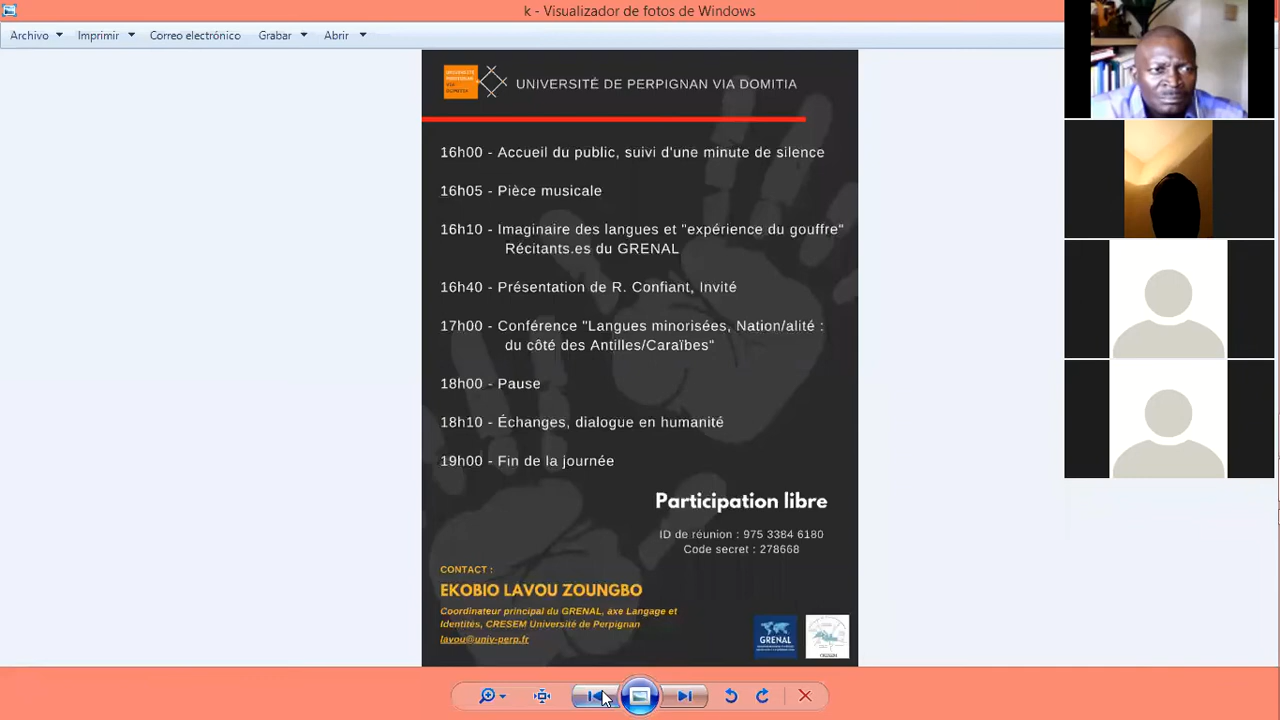 k - Visualizador de fotos de Windows
Archivo Imprimir Correo electrónico Grabar Abrir
UNIVERSITÉ DE PERPIGNAN VIA DOMITIA
16h00 - Accueil du public, suivi d'une minute de silence
16h05 - Pièce musicale
16h10 - Imaginaire des langues et "expérience du gouffre"
Récitants.es du GRENAL
16h40 - Présentation de R. Confiant, Invité
17h00 - Conférence "Langues minorisées, Nation/alité :
du côté des Antilles/Caraïbes"
18h00 - Pause
18h10 - Échanges, dialogue en humanité
19h00 - Fin de la journée
Participation libre
ID de réunion : 975 3384 6180
Code secret : 278668
CONTACT :
EKOBIO LAVOU ZOUNGBO
Coordinateur principal du GRENAL, axe Langage et
Identités, CRESEM Université de Perpignan
lavou@univ-perp.fr
GRENAL